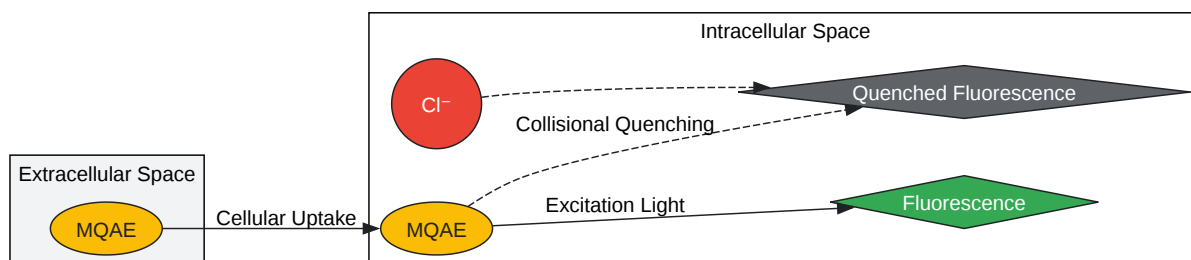 Intracellular Space
Cl⁻
Quenched Fluorescence
Collisional Quenching
Extracellular Space
MQAE
Cellular Uptake
MQAE
Excitation Light
Fluorescence